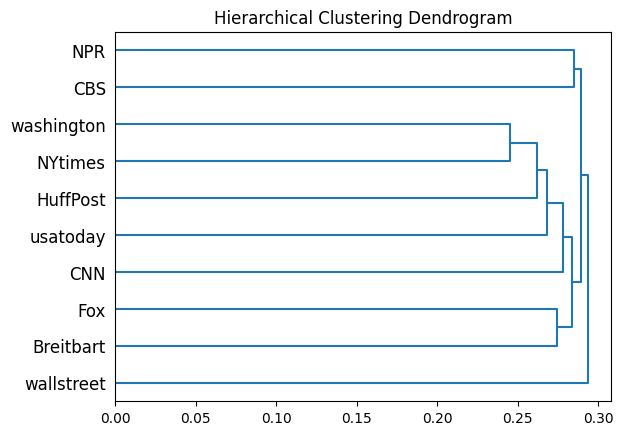 Hierarchical Clustering Dendrogram
NPR
CBS
washington
NYtimes
HuffPost
usatoday
CNN
Fox
Breitbart
wallstreet
0.00 0.05 0.10 0.15 0.20 0.25 0.30